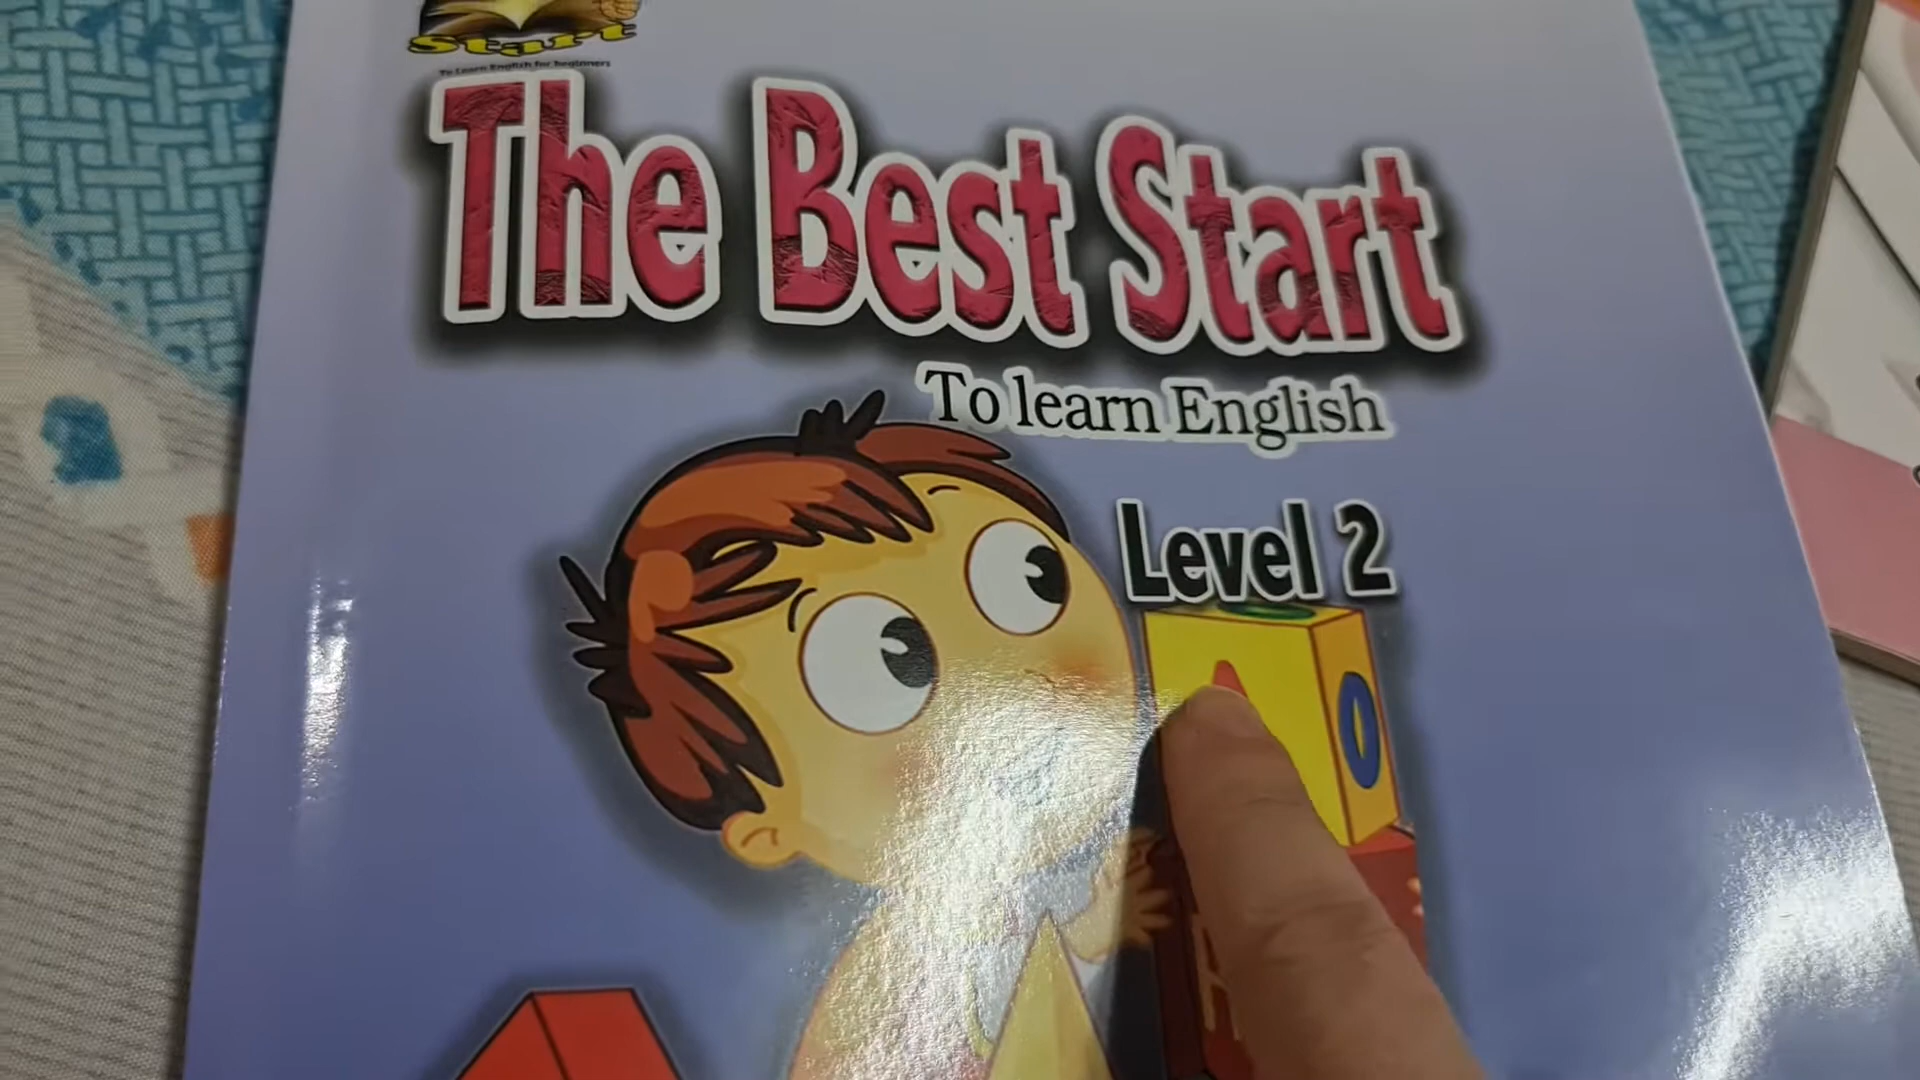 Start
To Learn English for beginners
The Best Start
To learn English
Level 2